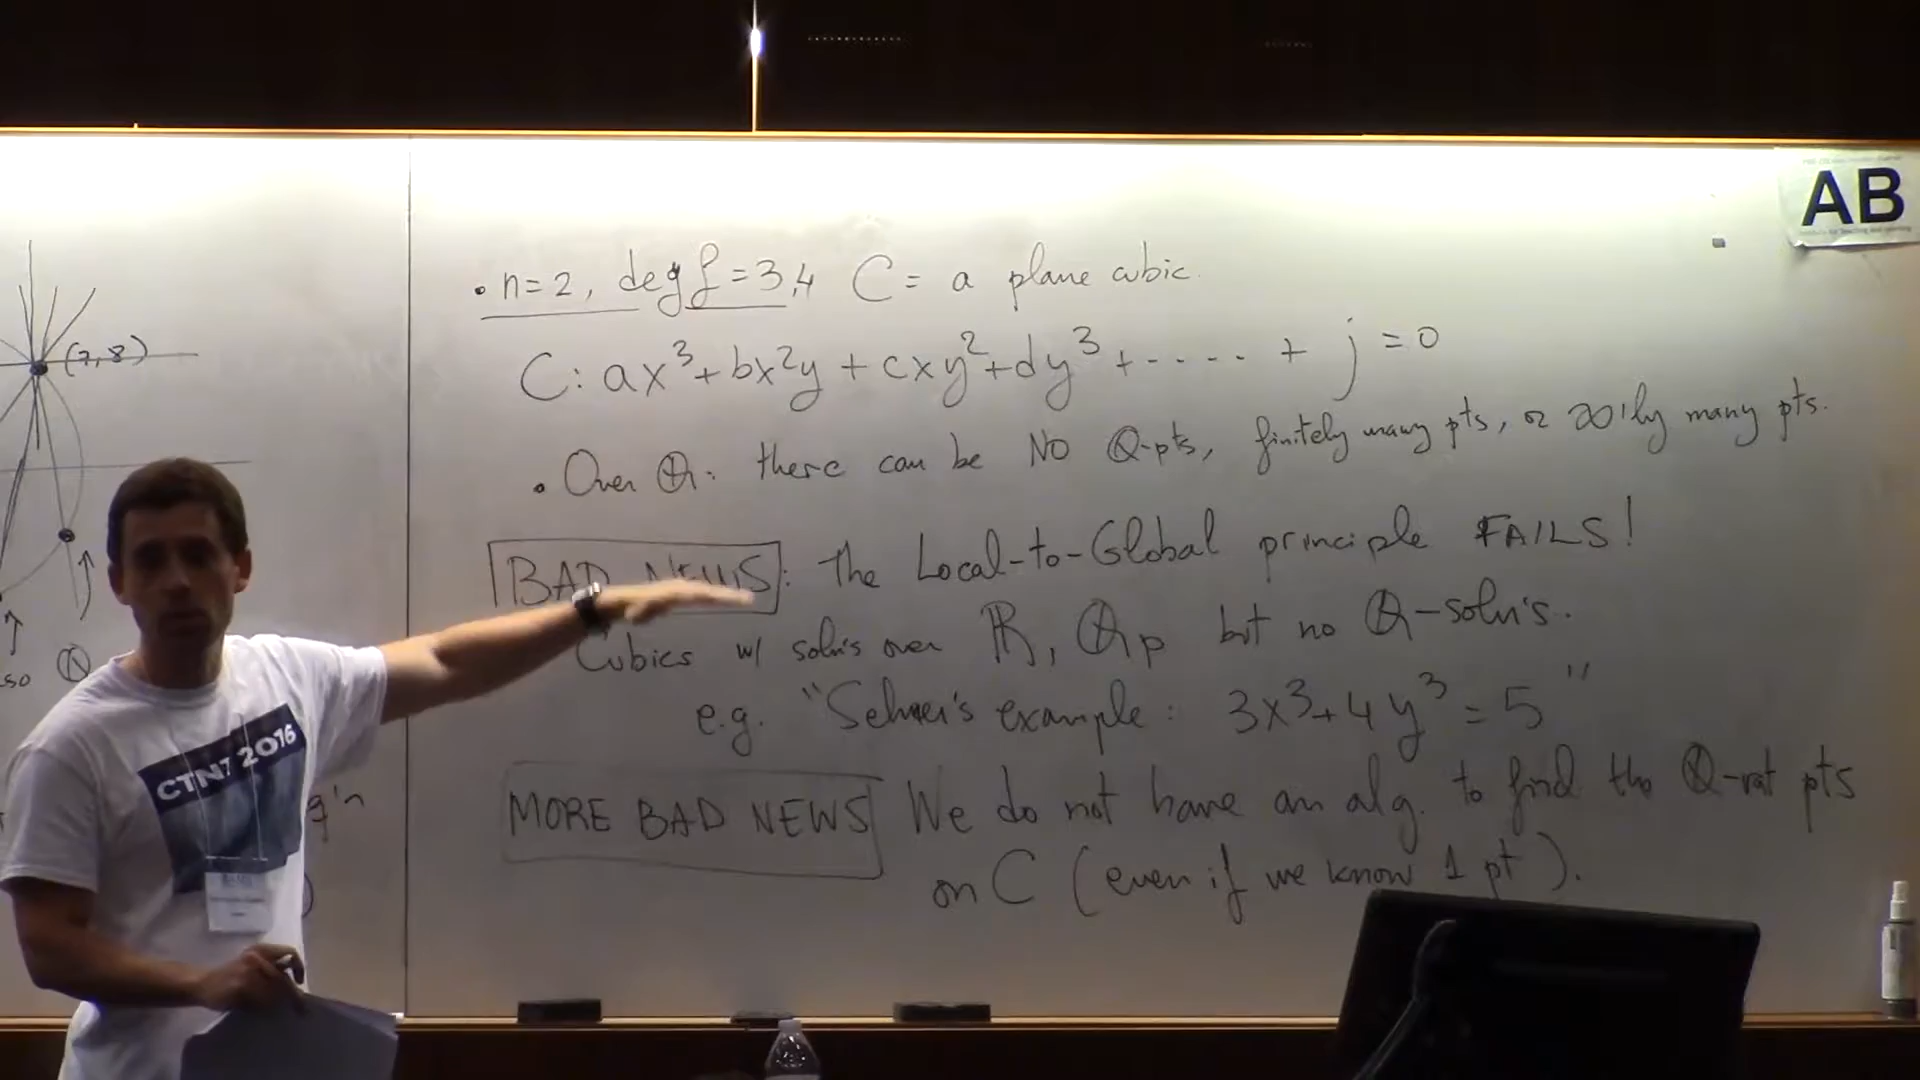 (7,8)
so Q
g'n
• n=2, deg f=3,4 C= a plane cubic.
C: ax³+bx²y+cxy²+dy³+-----+ j=0
• Over Q: there can be NO Q-pts, finitely many pts, or ∞'ly many pts.
BAD NEWS: The Local-to-Global principle FAILS!
Cubics w/ soln's over ℝ, Qp but no Q-soln's.
e.g. "Selmer's example: 3x³+4y³=5"
MORE BAD NEWS We do not have an alg. to find the Q-rat pts
on C (even if we know 1 pt).
AB
CTNT 2016